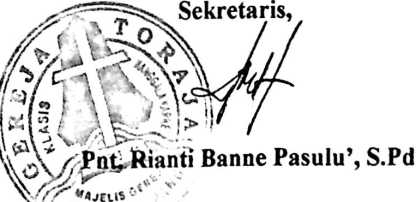 Sekretaris,
GEREJA TORAJA
KLASIS
MAJELIS
Pnt. Rianti Banne Pasulu’, S.Pd